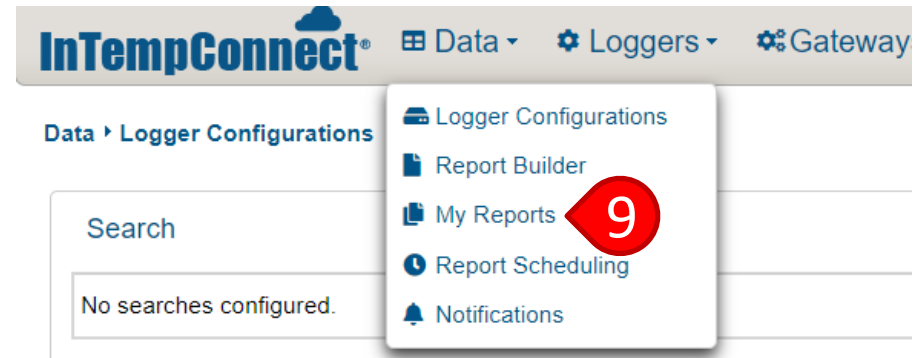 InTempConnect® Data Loggers Gateways
Data Logger Configurations
Logger Configurations
Report Builder
My Reports 9
Report Scheduling
Notifications
Search
No searches configured.